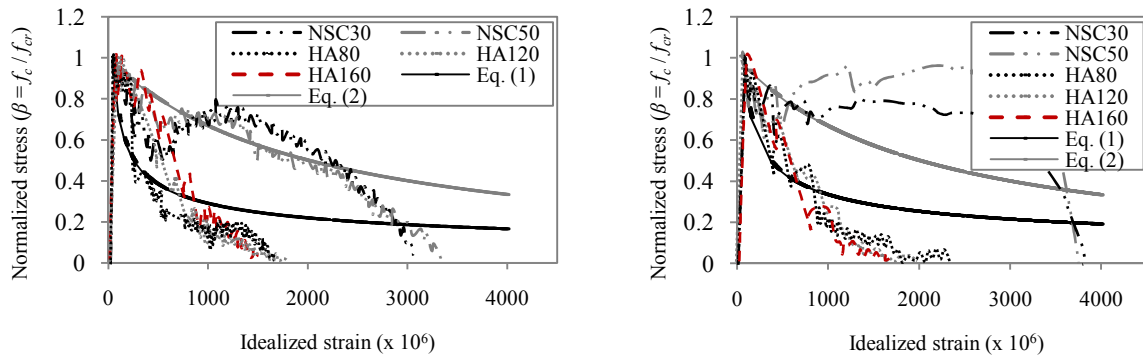 1.2
1
0.8
0.6
0.4
0.2
0
Normalized stress (β = fc / fcr)
NSC30 NSC50
HA80 HA120
HA160 Eq. (1)
Eq. (2)
0 1000 2000 3000 4000
Idealized strain (x 10⁶)
1.2
1
0.8
0.6
0.4
0.2
0
Normalized stress (β = fc / fcr)
NSC30
NSC50
HA80
HA120
HA160
Eq. (1)
Eq. (2)
0 1000 2000 3000 4000
Idealized strain (x 10⁶)